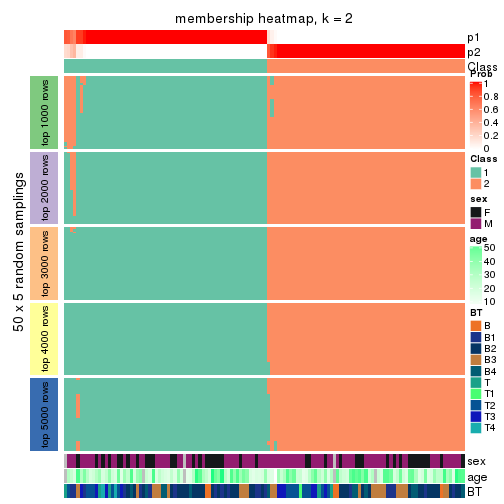 membership heatmap, k = 2
p1
p2
Class
50 x 5 random samplings
top 1000 rows
top 2000 rows
top 3000 rows
top 4000 rows
top 5000 rows
sex
age
BT
Prob
1
0.8
0.6
0.4
0.2
0
Class
1
2
sex
F
M
age
50
40
30
20
10
BT
B
B1
B2
B3
B4
T
T1
T2
T3
T4